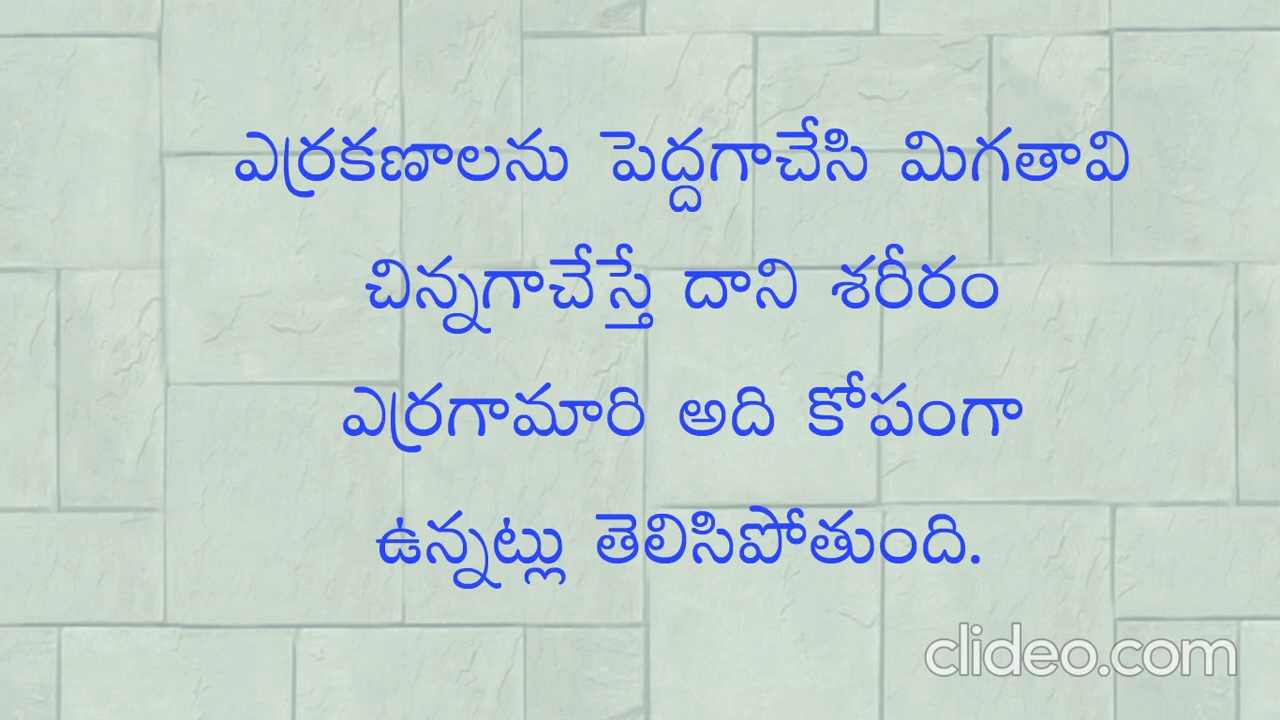 ఎర్రకణాలను పెద్దగాచేసి మిగతావి
చిన్నగాచేస్తే దాని శరీరం
ఎర్రగామారి అది కోపంగా
ఉన్నట్లు తెలిసిపోతుంది.
clideo.com